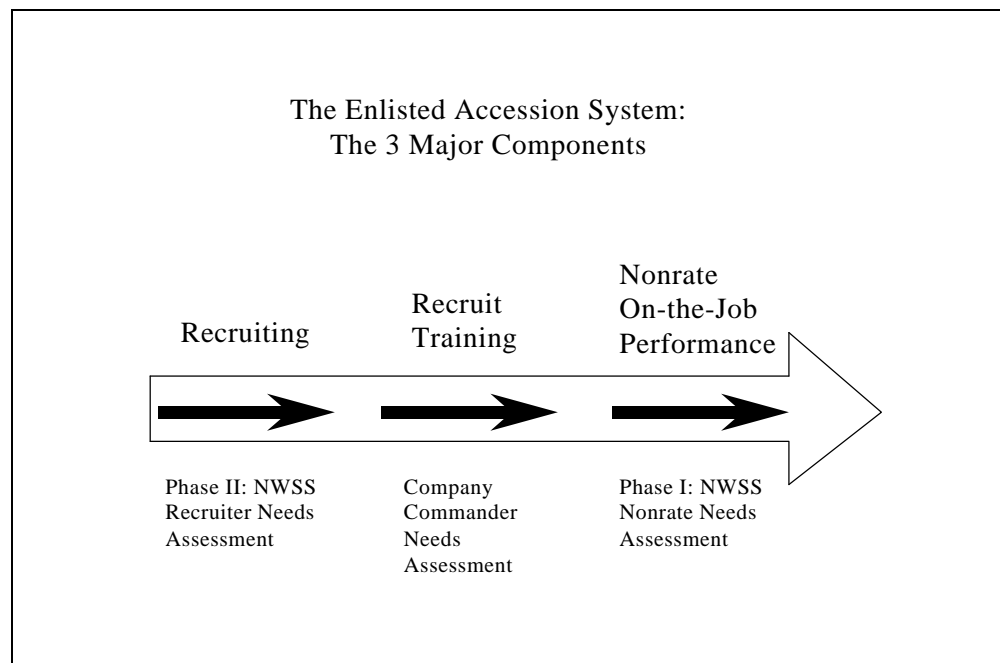 The Enlisted Accession System:
The 3 Major Components
Recruiting
Recruit
Training
Nonrate
On-the-Job
Performance
Phase II: NWSS
Recruiter Needs
Assessment
Company
Commander
Needs
Assessment
Phase I: NWSS
Nonrate Needs
Assessment